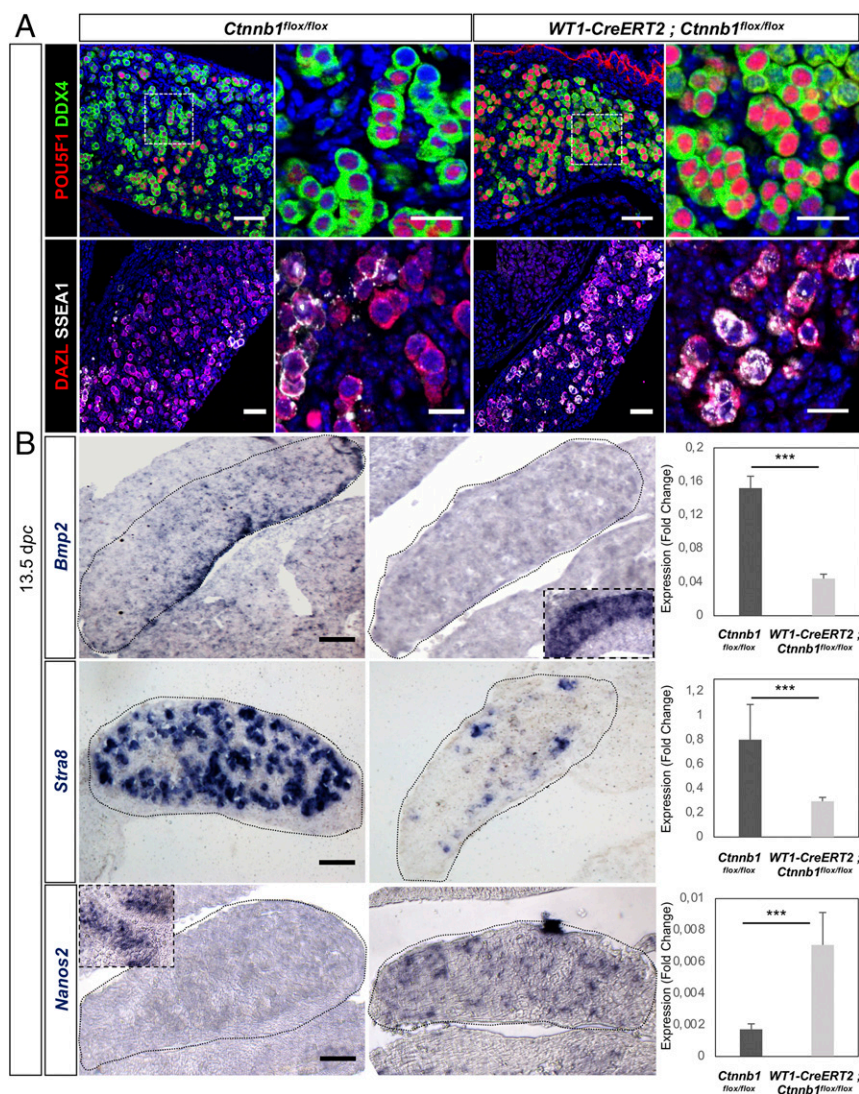 A
Ctnnb1flox/flox
WT1-CreERT2 ; Ctnnb1flox/flox
POU5F1 DDX4
DAZL SSEA1
B
13.5 dpc
Bmp2
Expression (Fold Change)
0,2
0,16
0,12
0,08
0,04
0
***
Ctnnb1 WT1-CreERT2 ;
flox/flox Ctnnb1flox/flox
Stra8
Expression (Fold Change)
1,2
1
0,8
0,6
0,4
0,2
0
***
Ctnnb1 WT1-CreERT2 ;
flox/flox Ctnnb1flox/flox
Nanos2
Expression (Fold Change)
0,01
0,008
0,006
0,004
0,002
0
***
Ctnnb1 WT1-CreERT2 ;
flox/flox Ctnnb1flox/flox